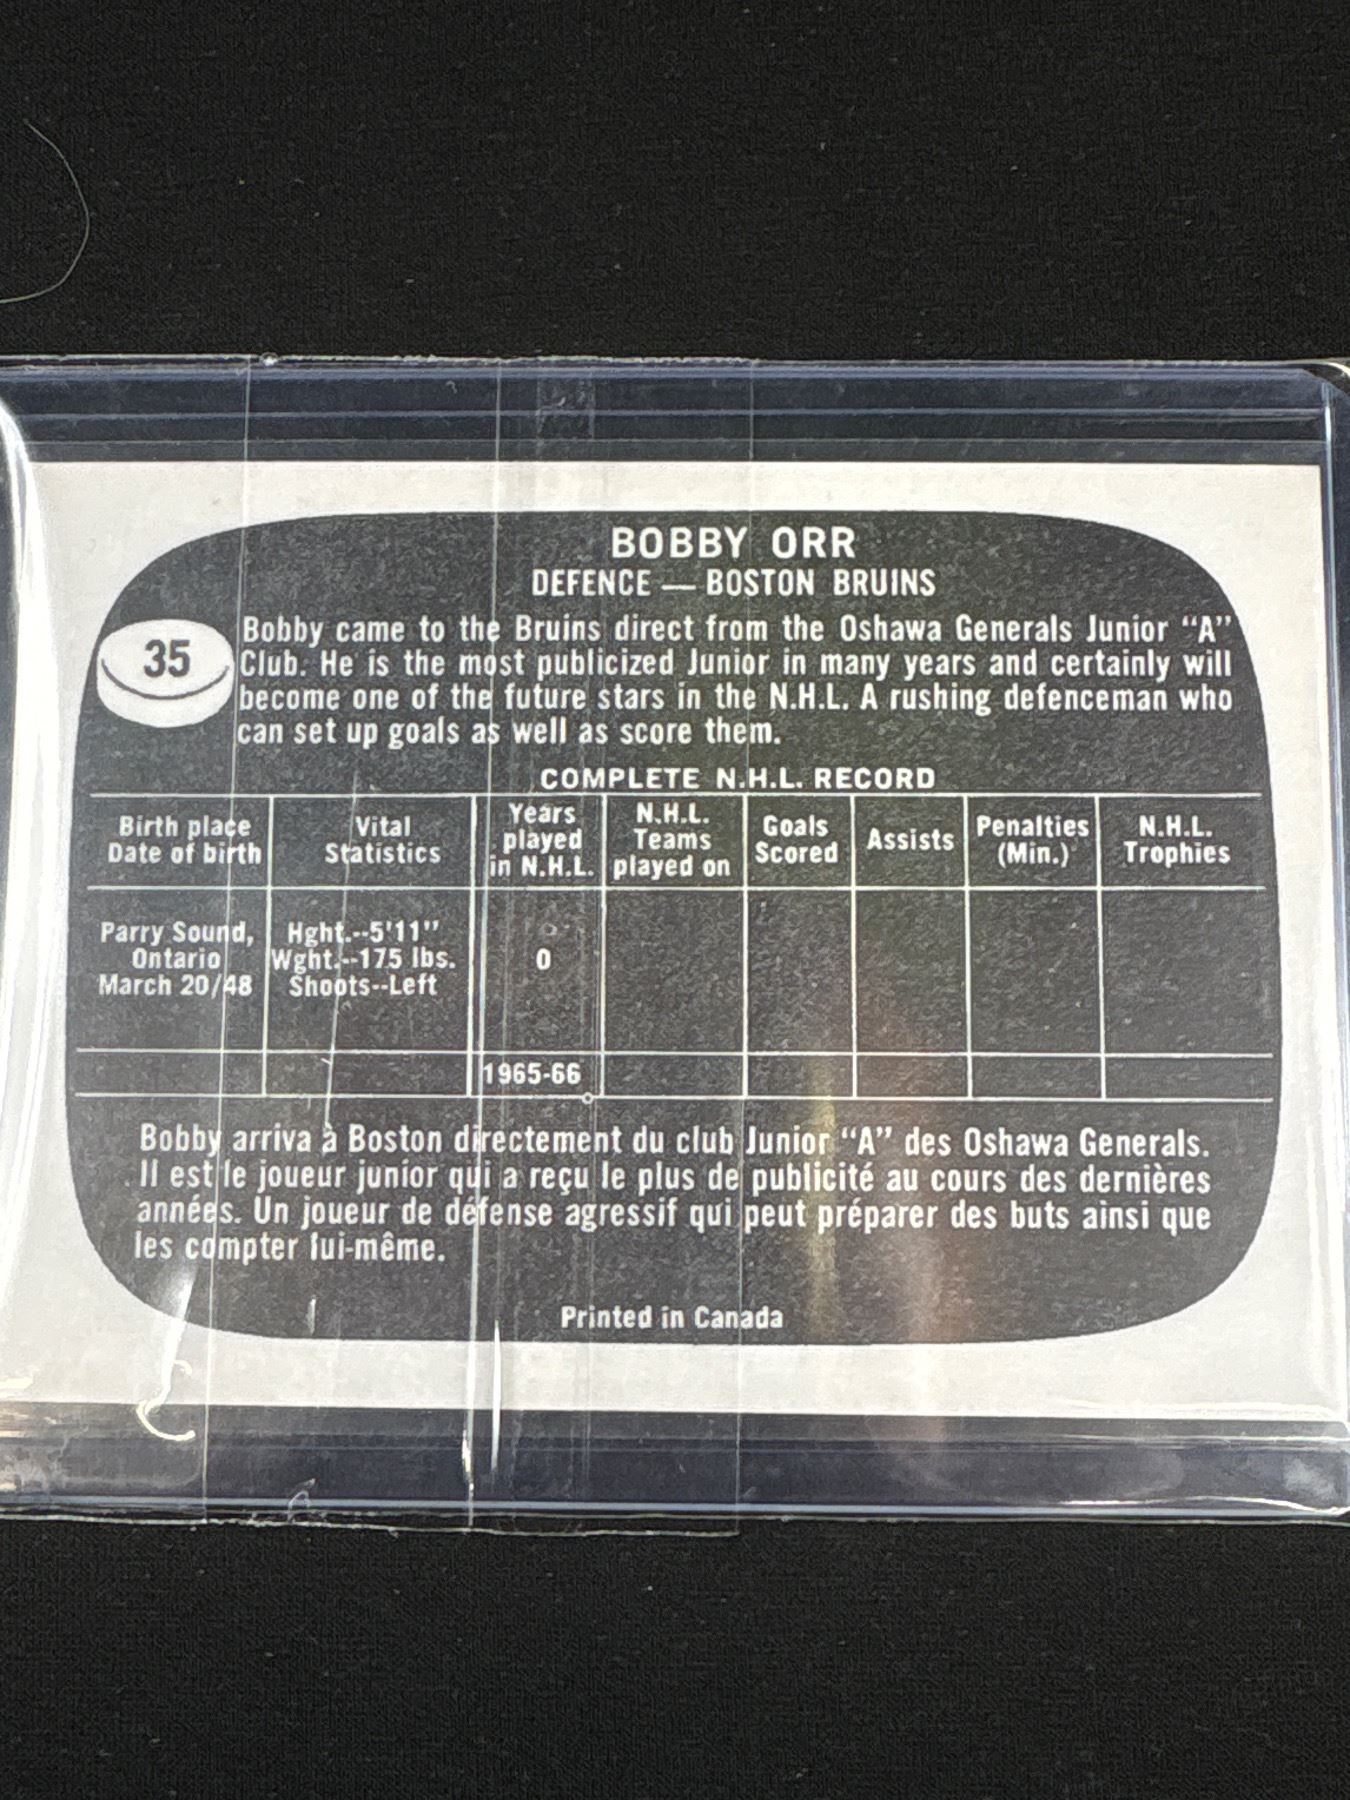 BOBBY ORR
DEFENCE — BOSTON BRUINS
35
Bobby came to the Bruins direct from the Oshawa Generals Junior “A”
Club. He is the most publicized Junior in many years and certainly will
become one of the future stars in the N.H.L. A rushing defenceman who
can set up goals as well as score them.
COMPLETE N.H.L. RECORD
Birth place
Date of birth
Vital
Statistics
Years
played
in N.H.L.
N.H.L.
Teams
played on
Goals
Scored
Assists
Penalties
(Min.)
N.H.L.
Trophies
Parry Sound,
Ontario
March 20/48
Hght.--5'11”
Wght.--175 lbs.
Shoots--Left
0
1965-66
Bobby arriva à Boston directement du club Junior “A” des Oshawa Generals.
Il est le joueur junior qui a reçu le plus de publicité au cours des dernières
années. Un joueur de défense agressif qui peut préparer des buts ainsi que
les compter lui-même.
Printed in Canada